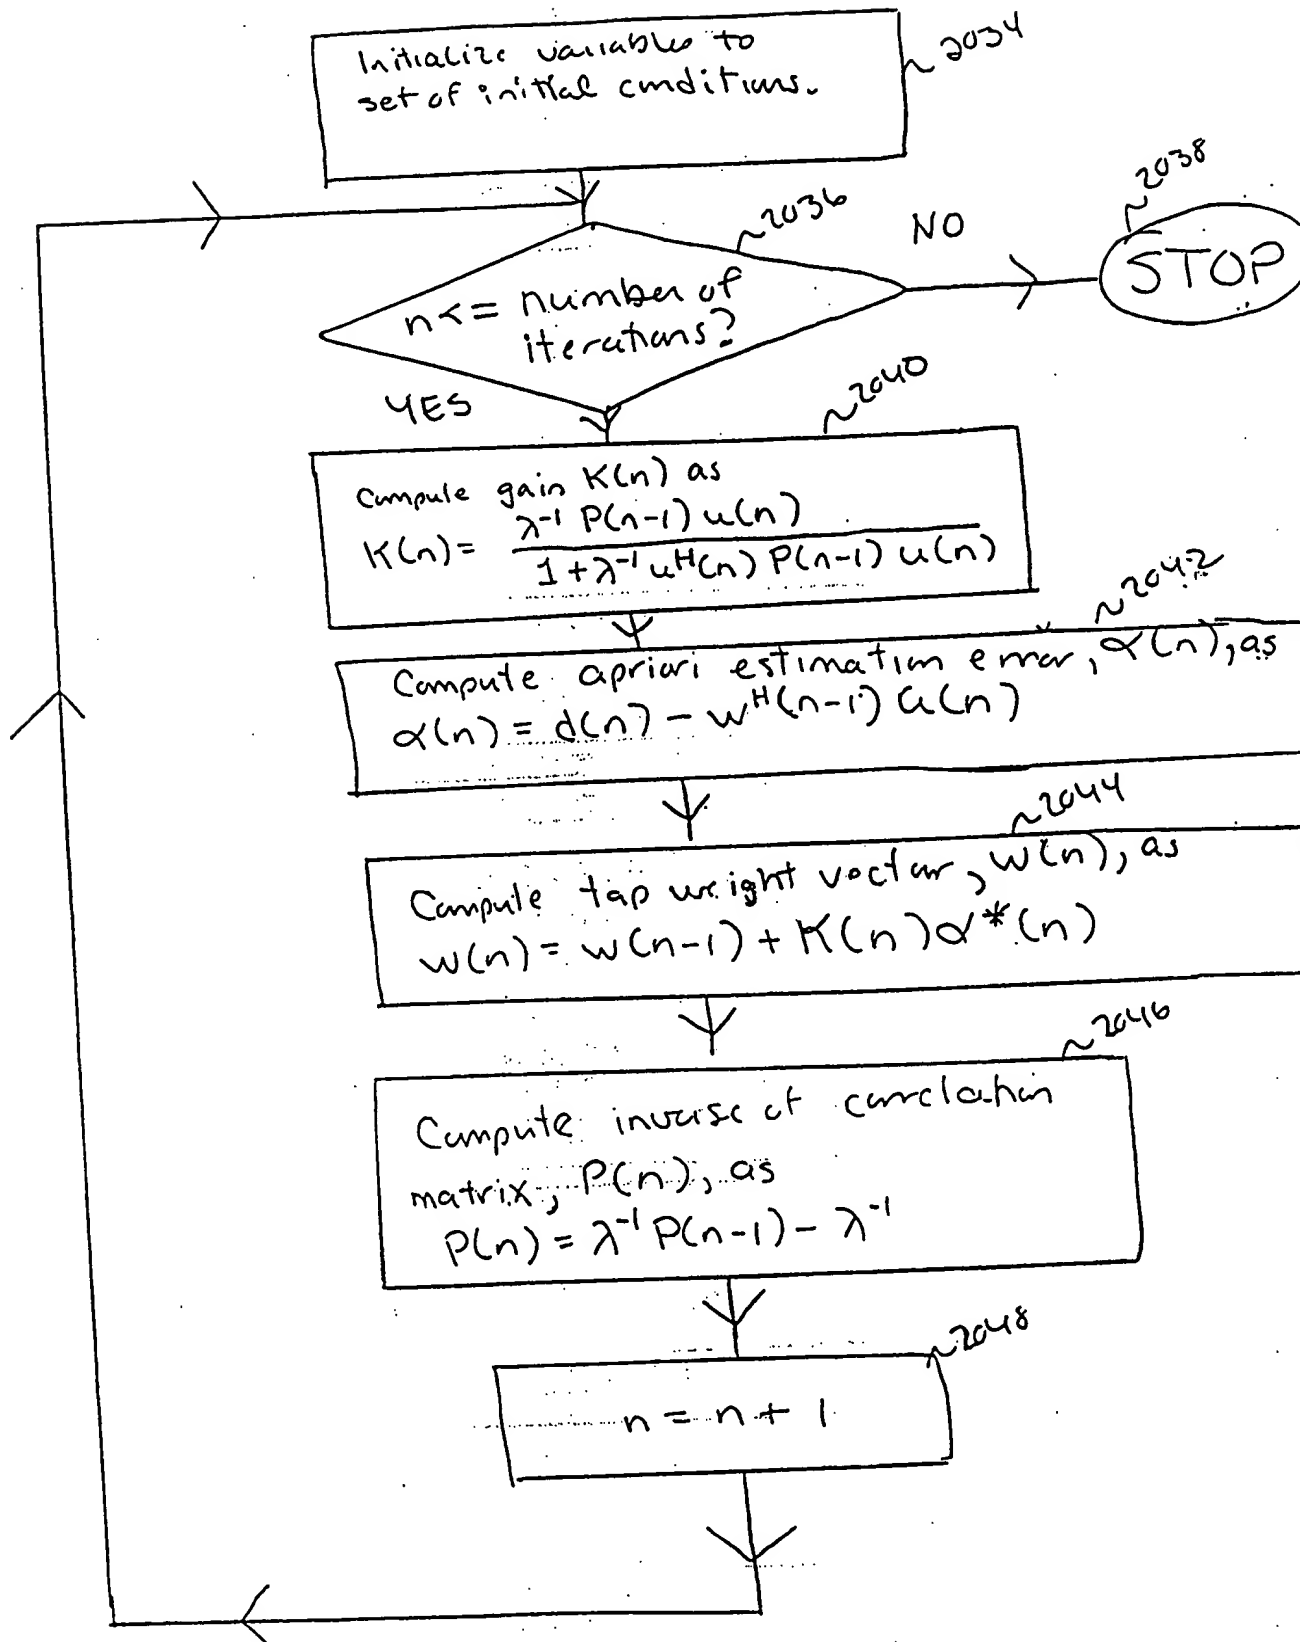 Initialize variables to
set of initial conditions.
2034
2036
n <= number of
iterations?
NO
2038
STOP
YES
2040
Compute gain K(n) as
K(n) = λ⁻¹ P(n-1) u(n)
1 + λ⁻¹ uᴴ(n) P(n-1) u(n)
2042
Compute apriori estimation error, α(n), as
α(n) = d(n) - wᴴ(n-1) u(n)
2044
Compute tap weight vector, w(n), as
w(n) = w(n-1) + K(n) α*(n)
2046
Compute inverse of correlation
matrix, P(n), as
P(n) = λ⁻¹ P(n-1) - λ⁻¹
2048
n = n + 1